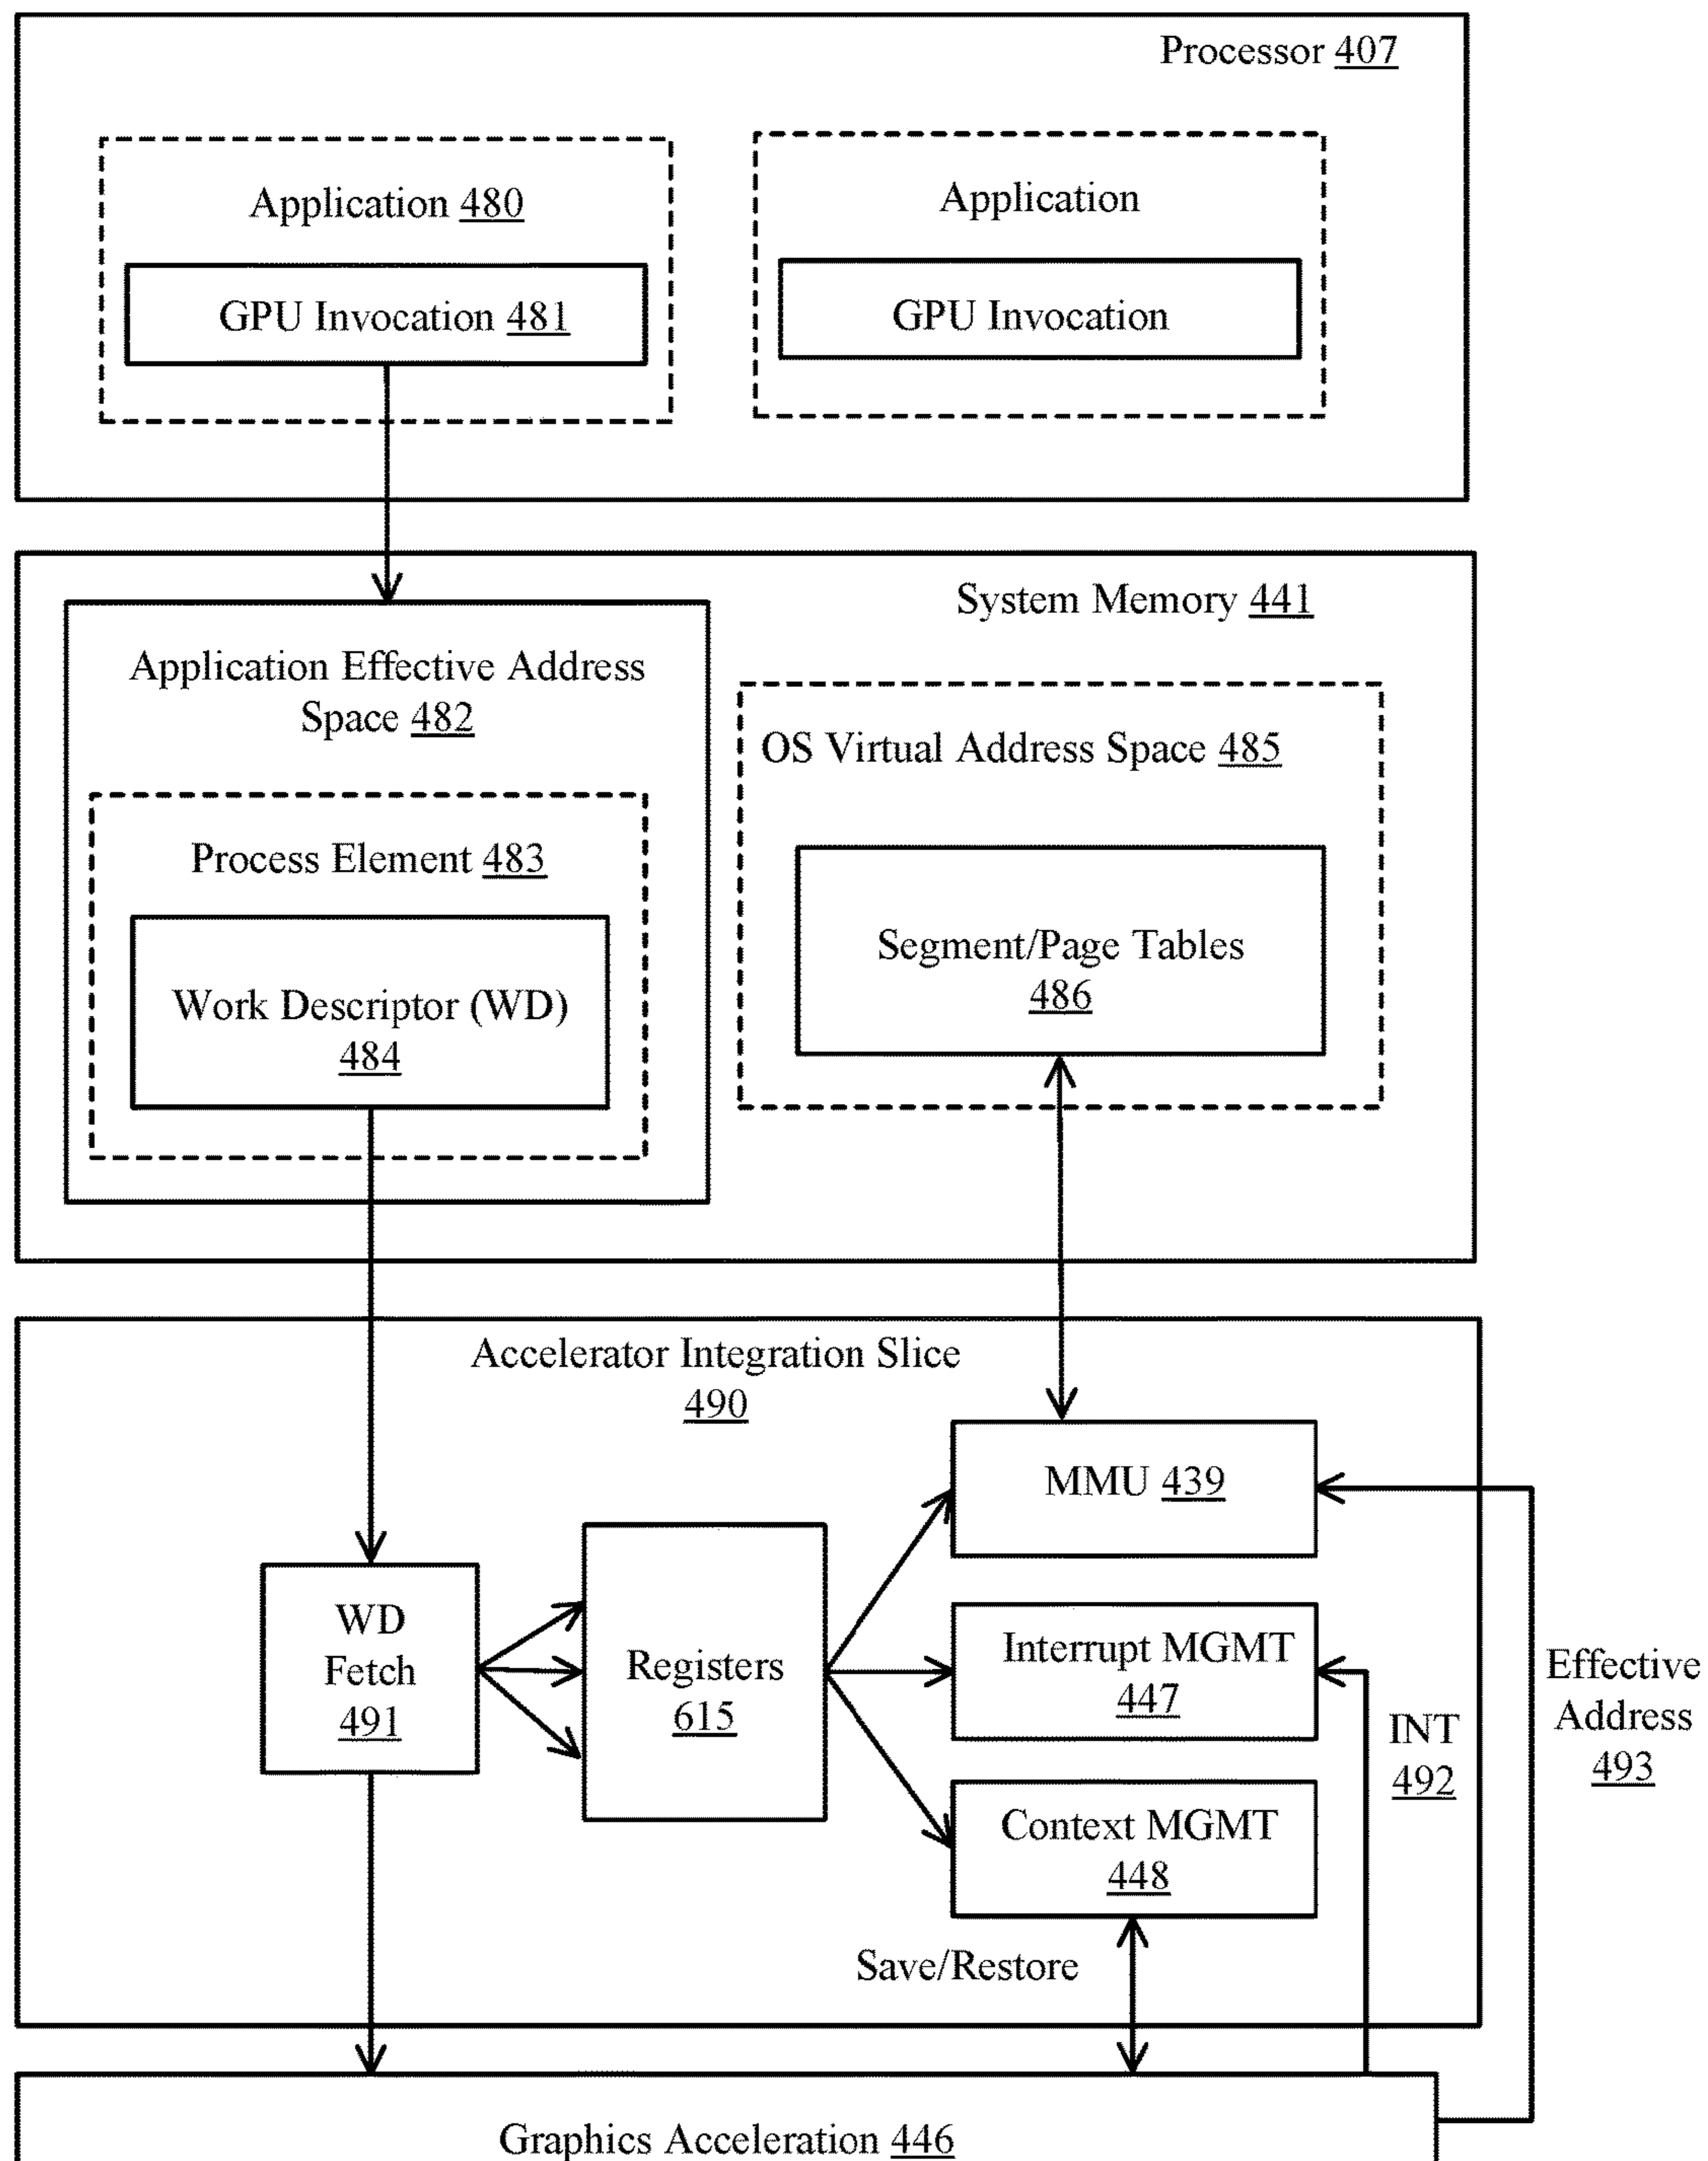 Processor 407
Application 480
GPU Invocation 481
Application
GPU Invocation
System Memory 441
Application Effective Address
Space 482
Process Element 483
Work Descriptor (WD)
484
OS Virtual Address Space 485
Segment/Page Tables
486
Accelerator Integration Slice
490
MMU 439
WD
Fetch
491
Registers
615
Interrupt MGMT
447
Context MGMT
448
INT
492
Effective
Address
493
Save/Restore
Graphics Acceleration 446